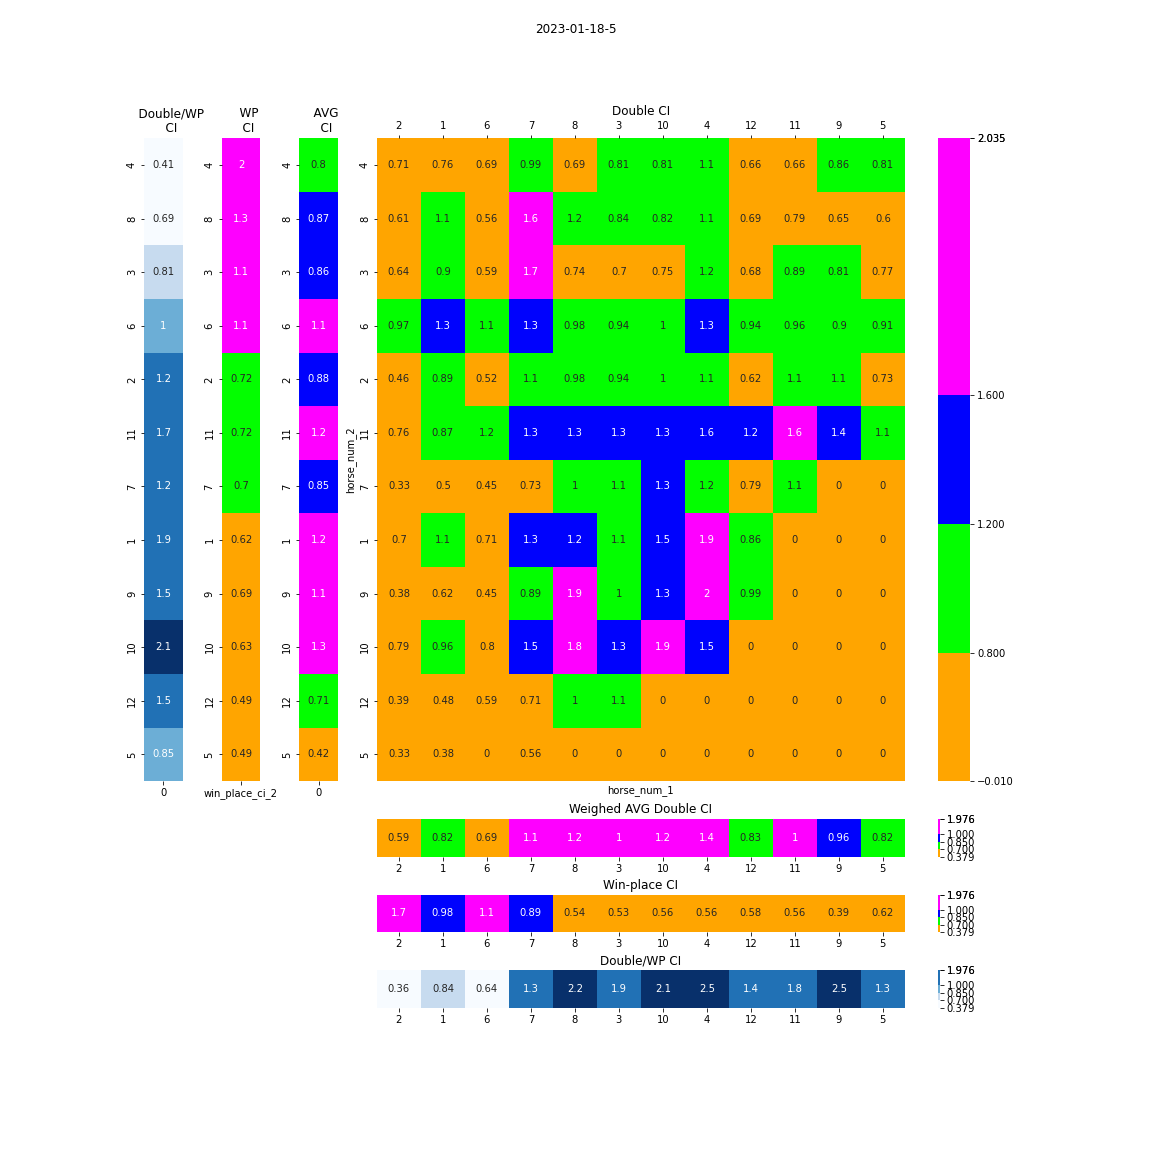 2023-01-18-5
Double/WP CI
WP CI
AVG CI
Double CI
2 1 6 7 8 3 10 4 12 11 9 5
4 0.41 4 2 4 0.8 4 0.71 0.76 0.69 0.99 0.69 0.81 0.81 1.1 0.66 0.66 0.86 0.81
8 0.69 8 1.3 8 0.87 8 0.61 1.1 0.56 1.6 1.2 0.84 0.82 1.1 0.69 0.79 0.65 0.6
3 0.81 3 1.1 3 0.86 3 0.64 0.9 0.59 1.7 0.74 0.7 0.75 1.2 0.68 0.89 0.81 0.77
6 1 6 1.1 6 1.1 6 0.97 1.3 1.1 1.3 0.98 0.94 1 1.3 0.94 0.96 0.9 0.91
2 1.2 2 0.72 2 0.88 2 0.46 0.89 0.52 1.1 0.98 0.94 1 1.1 0.62 1.1 1.1 0.73
11 1.7 11 0.72 11 1.2 11 0.76 0.87 1.2 1.3 1.3 1.3 1.3 1.6 1.2 1.6 1.4 1.1
horse_num_2
7 1.2 7 0.7 7 0.85 7 0.33 0.5 0.45 0.73 1 1.1 1.3 1.2 0.79 1.1 0 0
1 1.9 1 0.62 1 1.2 1 0.7 1.1 0.71 1.3 1.2 1.1 1.5 1.9 0.86 0 0 0
9 1.5 9 0.69 9 1.1 9 0.38 0.62 0.45 0.89 1.9 1 1.3 2 0.99 0 0 0
10 2.1 10 0.63 10 1.3 10 0.79 0.96 0.8 1.5 1.8 1.3 1.9 1.5 0 0 0 0
12 1.5 12 0.49 12 0.71 12 0.39 0.48 0.59 0.71 1 1.1 0 0 0 0 0 0
5 0.85 5 0.49 5 0.42 5 0.33 0.38 0 0.56 0 0 0 0 0 0 0 0
0 win_place_ci_2 0 horse_num_1
2.035
1.600
1.200
0.800
−0.010
Weighed AVG Double CI
0.59 0.82 0.69 1.1 1.2 1 1.2 1.4 0.83 1 0.96 0.82
2 1 6 7 8 3 10 4 12 11 9 5
1.976
1.000
0.850
0.700
0.379
Win-place CI
1.7 0.98 1.1 0.89 0.54 0.53 0.56 0.56 0.58 0.56 0.39 0.62
2 1 6 7 8 3 10 4 12 11 9 5
1.976
1.000
0.850
0.700
0.379
Double/WP CI
0.36 0.84 0.64 1.3 2.2 1.9 2.1 2.5 1.4 1.8 2.5 1.3
2 1 6 7 8 3 10 4 12 11 9 5
1.976
1.000
0.850
0.700
0.379